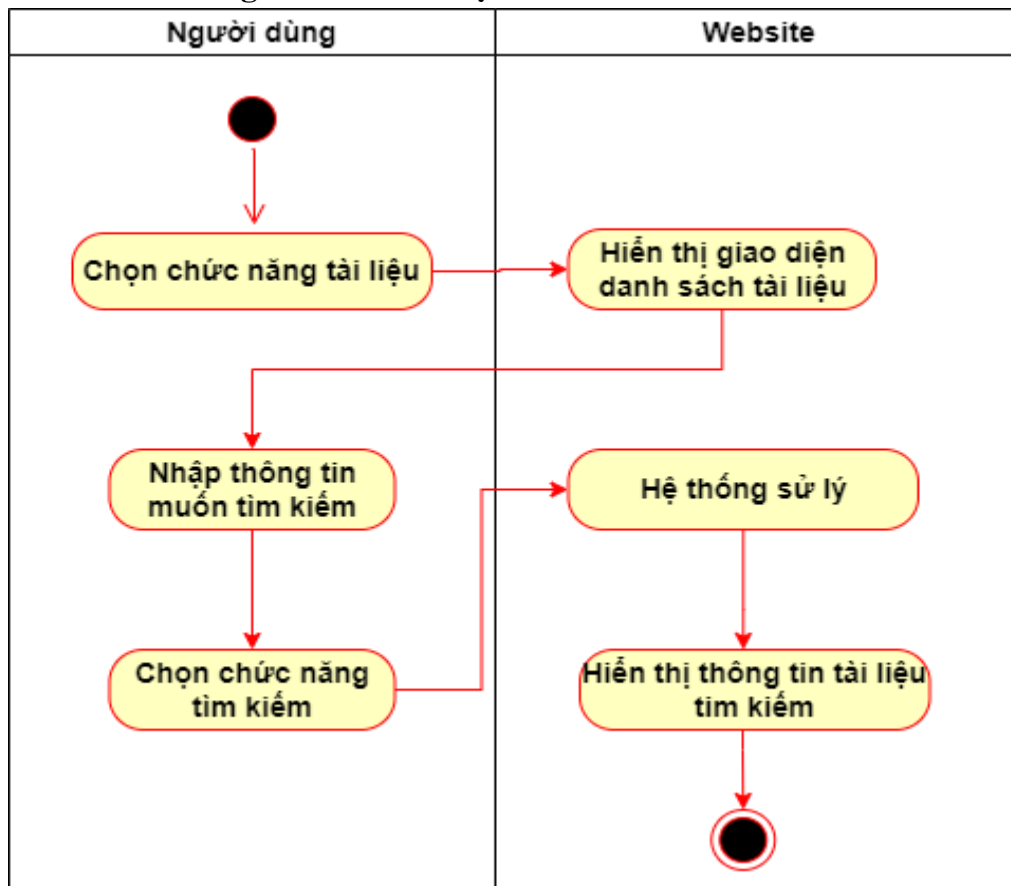 Người dùng
Website
Chọn chức năng tài liệu
Hiển thị giao diện
danh sách tài liệu
Nhập thông tin
muốn tìm kiếm
Hệ thống sử lý
Chọn chức năng
tìm kiếm
Hiển thị thông tin tài liệu
tim kiếm